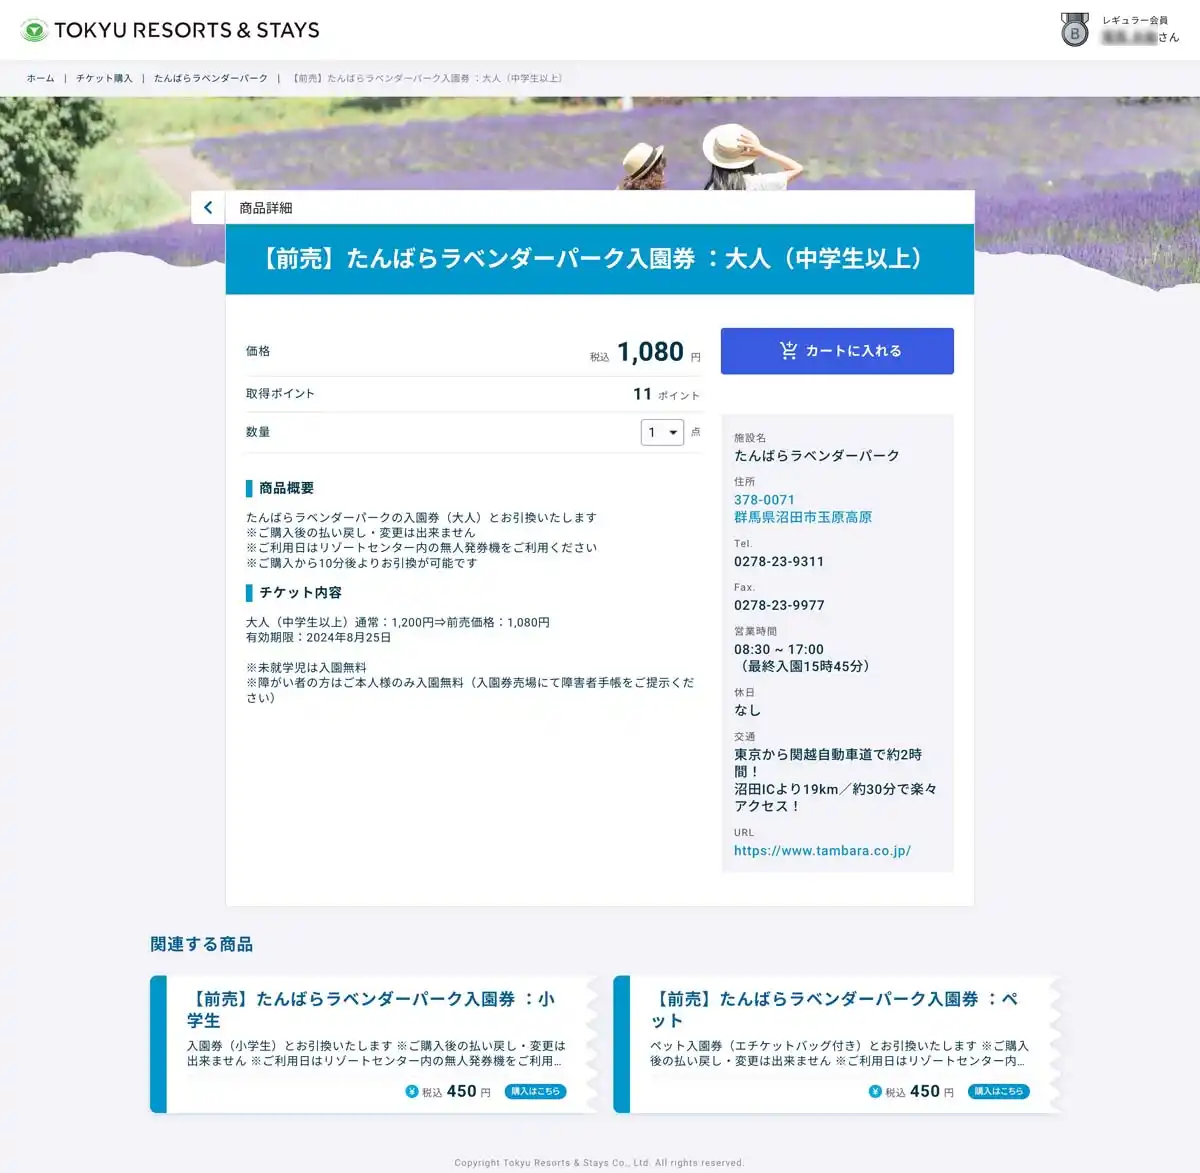 TOKYU RESORTS & STAYS
B
レギュラー会員
さん
ホーム | チケット購入 | たんばらラベンダーパーク | 【前売】たんばらラベンダーパーク入園券 ：大人（中学生以上）
商品詳細
【前売】たんばらラベンダーパーク入園券 ：大人（中学生以上）
価格
税込 1,080 円
取得ポイント
11 ポイント
数量
1 点
商品概要
たんばらラベンダーパークの入園券（大人）とお引換いたします
※ご購入後の払い戻し・変更は出来ません
※ご利用日はリゾートセンター内の無人発券機をご利用ください
※ご購入から10分後よりお引換が可能です
チケット内容
大人（中学生以上）通常：1,200円⇒前売価格：1,080円
有効期限：2024年8月25日
※未就学児は入園無料
※障がい者の方はご本人様のみ入園無料（入園券売場にて障害者手帳をご提示くだ
さい）
カートに入れる
施設名
たんばらラベンダーパーク
住所
378-0071
群馬県沼田市玉原高原
Tel.
0278-23-9311
Fax.
0278-23-9977
営業時間
08:30 ~ 17:00
（最終入園15時45分）
休日
なし
交通
東京から関越自動車道で約2時
間！
沼田ICより19km／約30分で楽々
アクセス！
URL
https://www.tambara.co.jp/
関連する商品
【前売】たんばらラベンダーパーク入園券 ：小
学生
入園券（小学生）とお引換いたします ※ご購入後の払い戻し・変更は
出来ません ※ご利用日はリゾートセンター内の無人発券機をご利用…
¥ 税込 450 円 購入はこちら
【前売】たんばらラベンダーパーク入園券 ：ペ
ット
ペット入園券（エチケットバッグ付き）とお引換いたします ※ご購入
後の払い戻し・変更は出来ません ※ご利用日はリゾートセンター内…
¥ 税込 450 円 購入はこちら
Copyright Tokyu Resorts & Stays Co., Ltd. All rights reserved.